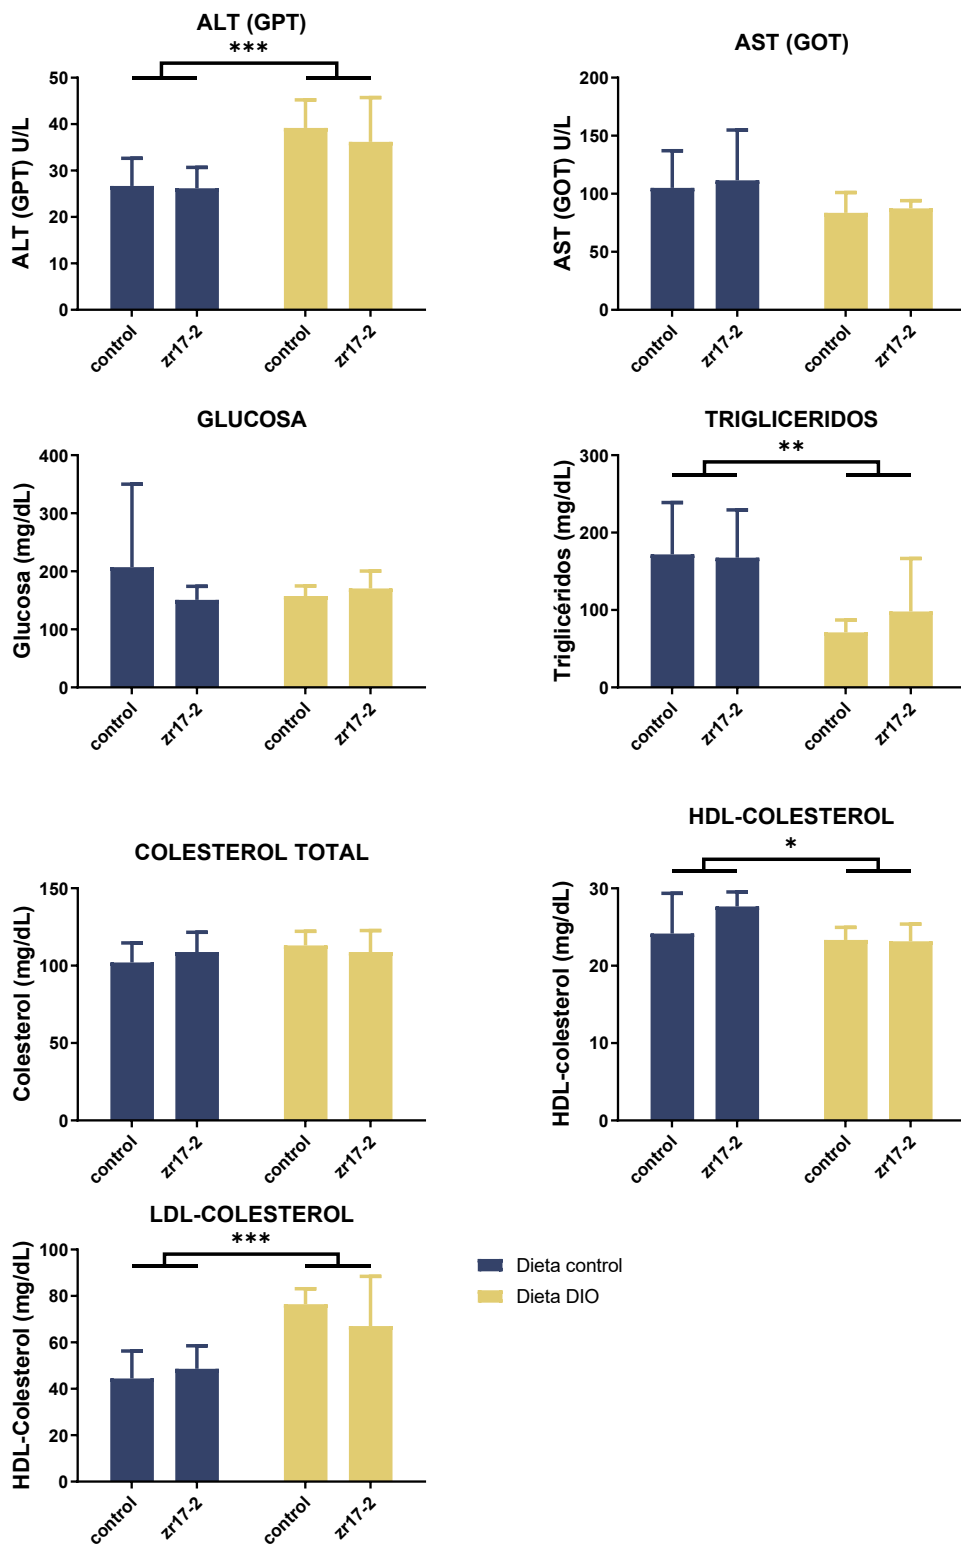 ALT (GPT)
***
ALT (GPT) U/L
50
40
30
20
10
0
control
zr17-2
control
zr17-2
AST (GOT)
AST (GOT) U/L
200
150
100
50
0
control
zr17-2
control
zr17-2
GLUCOSA
Glucosa (mg/dL)
400
300
200
100
0
control
zr17-2
control
zr17-2
TRIGLICERIDOS
**
Triglicéridos (mg/dL)
300
200
100
0
control
zr17-2
control
zr17-2
COLESTEROL TOTAL
Colesterol (mg/dL)
150
100
50
0
control
zr17-2
control
zr17-2
HDL-COLESTEROL
*
HDL-colesterol (mg/dL)
30
20
10
0
control
zr17-2
control
zr17-2
LDL-COLESTEROL
***
HDL-Colesterol (mg/dL)
100
80
60
40
20
0
control
zr17-2
control
zr17-2
Dieta control
Dieta DIO